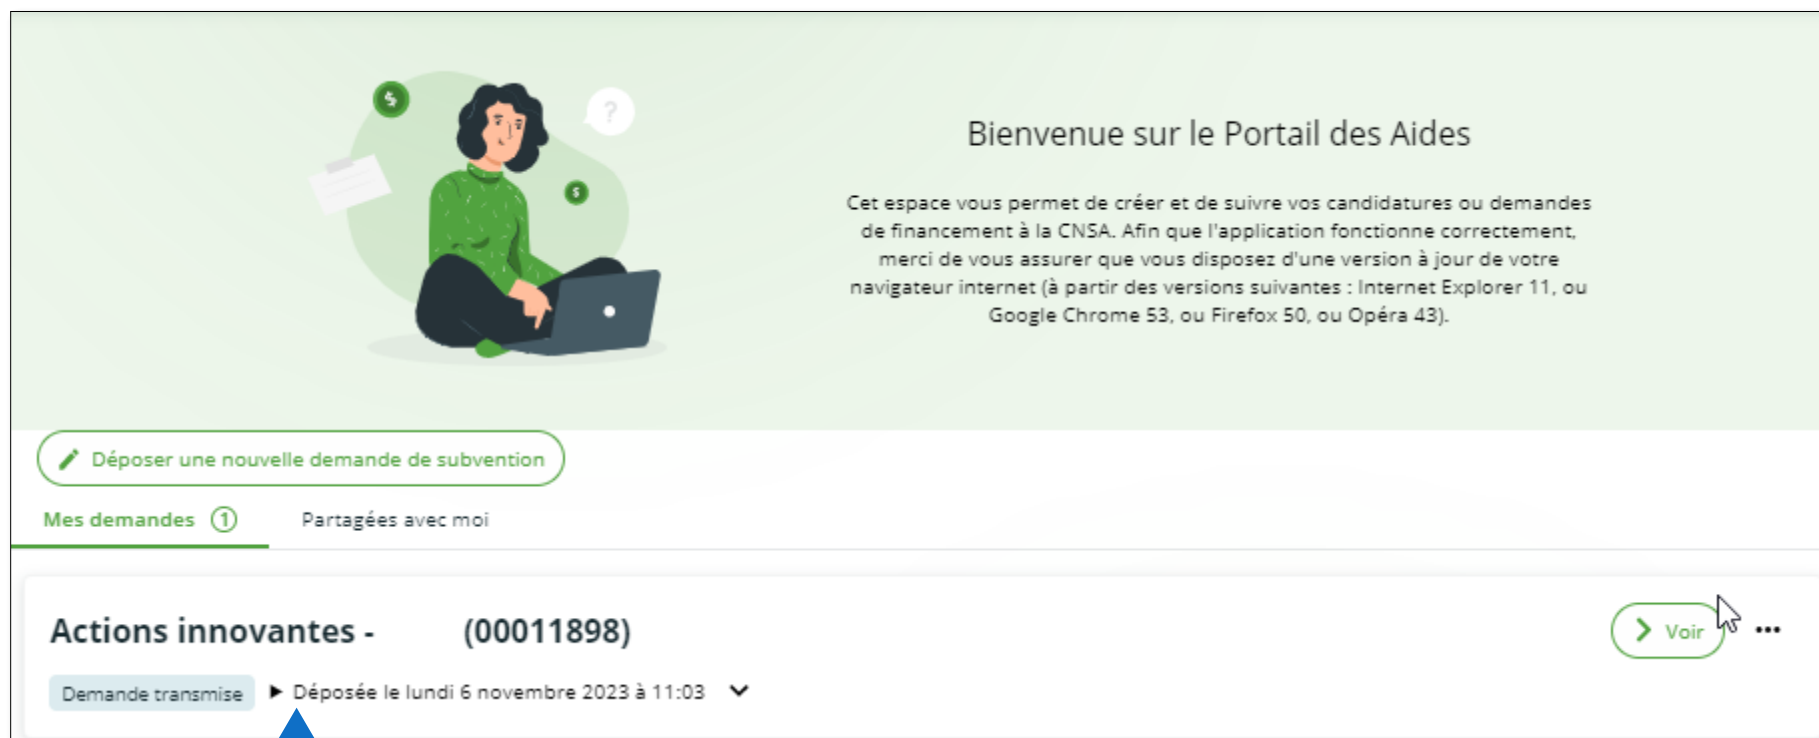 $
?
$
Bienvenue sur le Portail des Aides
Cet espace vous permet de créer et de suivre vos candidatures ou demandes
de financement à la CNSA. Afin que l'application fonctionne correctement,
merci de vous assurer que vous disposez d'une version à jour de votre
navigateur internet (à partir des versions suivantes : Internet Explorer 11, ou
Google Chrome 53, ou Firefox 50, ou Opéra 43).
Déposer une nouvelle demande de subvention
Mes demandes 1 Partagées avec moi
Actions innovantes - (00011898) Voir
Demande transmise Déposée le lundi 6 novembre 2023 à 11:03